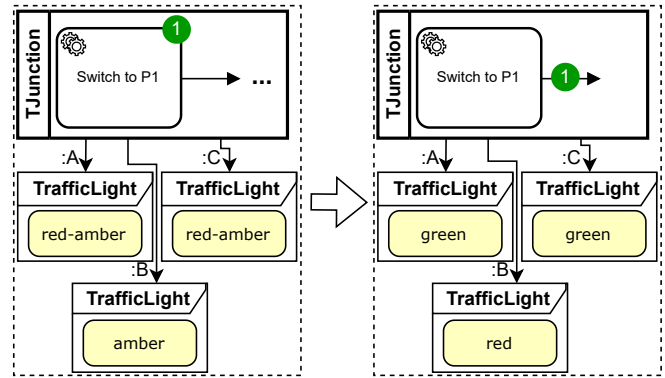 TJunction
1
Switch to P1
...
:A
:C
TrafficLight
TrafficLight
red-amber
red-amber
:B
TrafficLight
amber
TJunction
Switch to P1
1
:A
:C
TrafficLight
TrafficLight
green
green
:B
TrafficLight
red